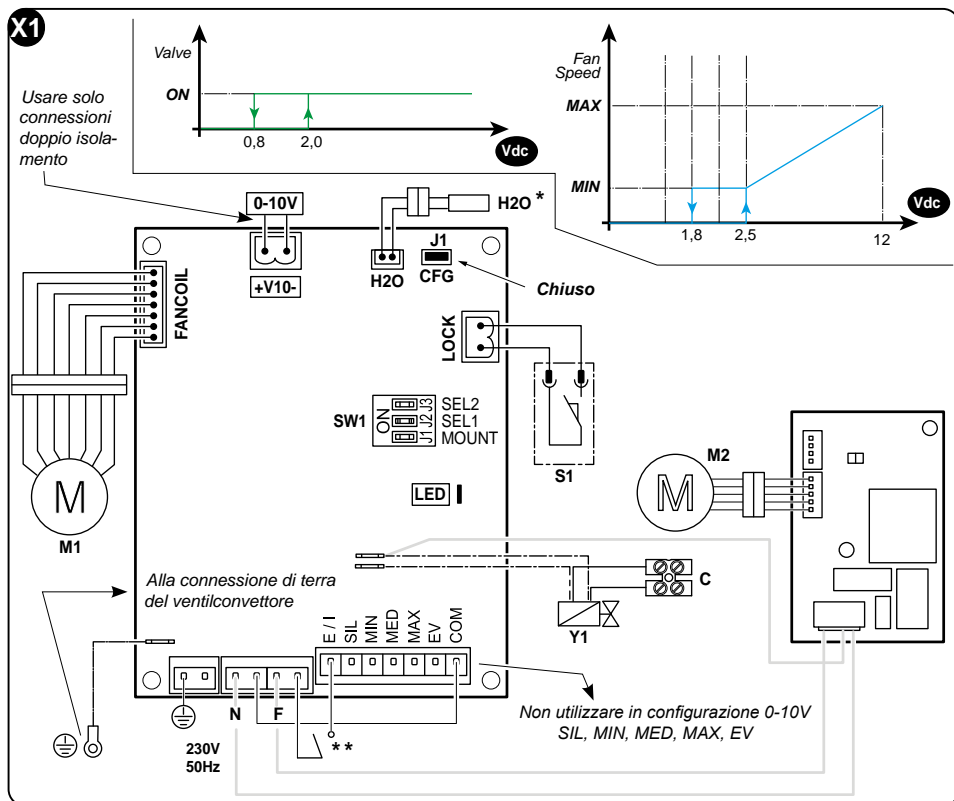 X1
Valve
ON
0,8
2,0
Vdc
Fan
Speed
MAX
MIN
1,8
2,5
12
Vdc
Usare solo
connessioni
doppio isola-
mento
0-10V
+V10-
H2O *
H2O
J1
CFG
Chiuso
FANCOIL
LOCK
SW1
ON
J3 SEL2
J2 SEL1
J1 MOUNT
S1
M
M1
M
M2
LED
Alla connessione di terra
del ventilconvettore
Y1
C
E / I
SIL
MIN
MED
MAX
EV
COM
N
F
230V
50Hz
* *
Non utilizzare in configurazione 0-10V
SIL, MIN, MED, MAX, EV